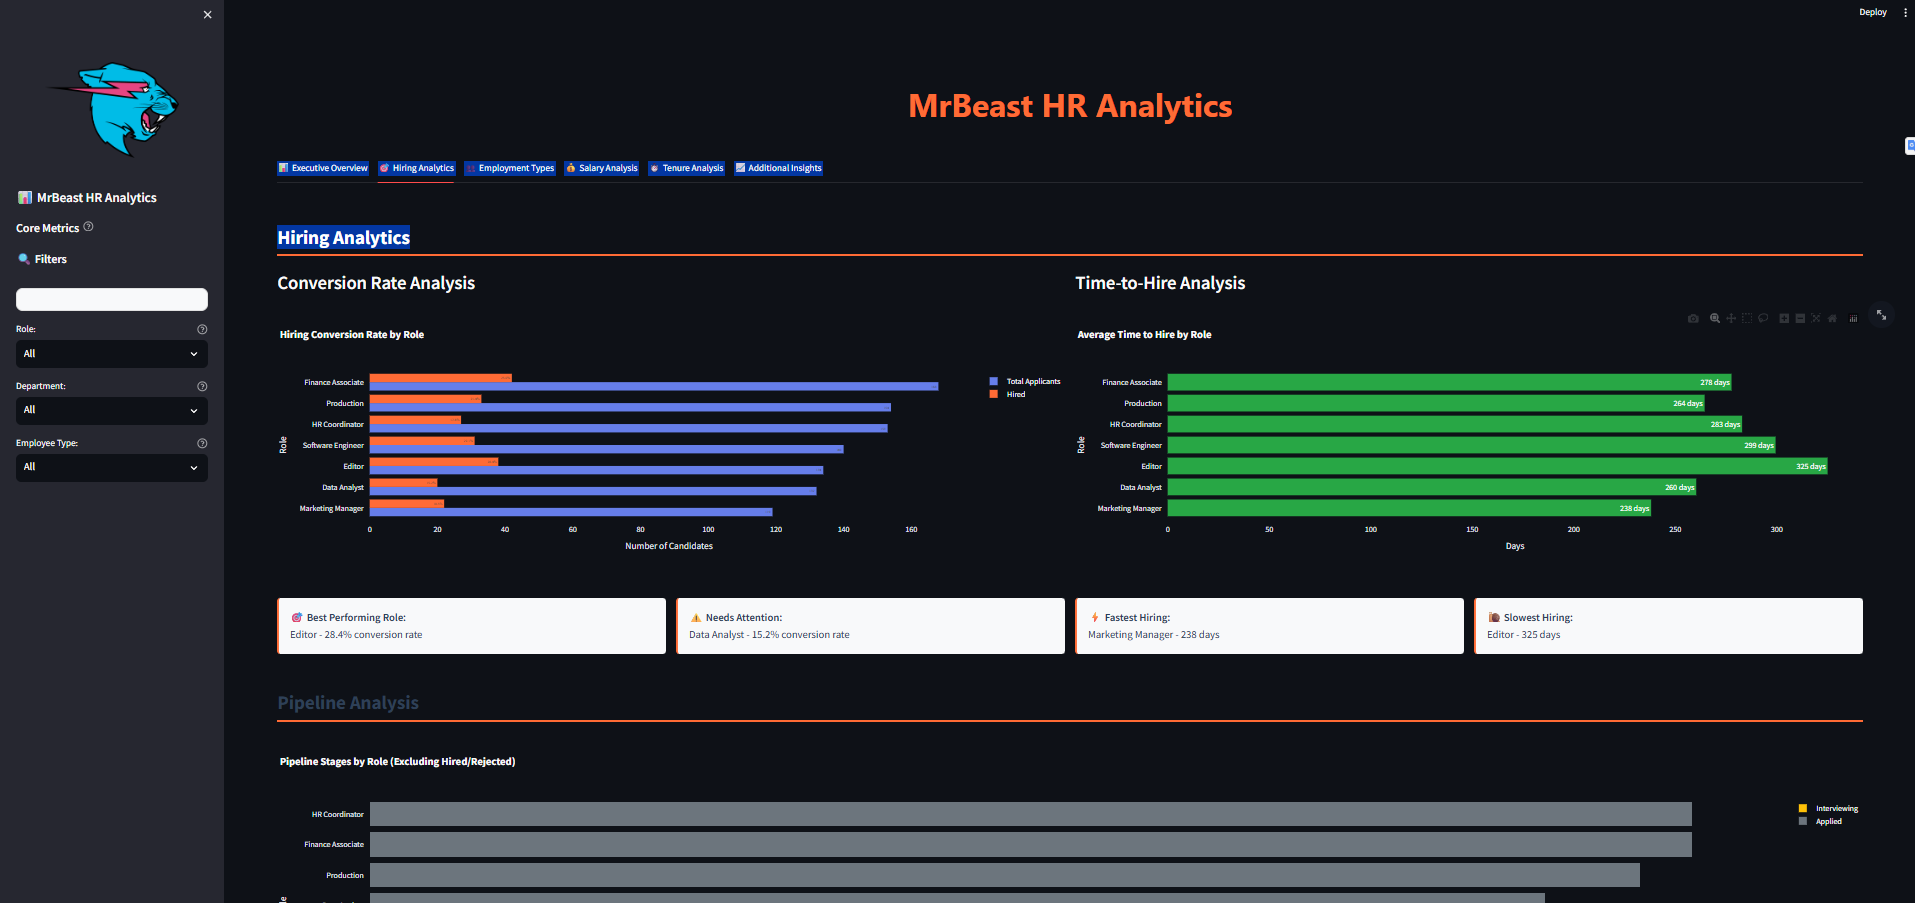 Deploy
MrBeast HR Analytics
Executive Overview
Hiring Analytics
Employment Types
Salary Analysis
Tenure Analysis
Additional Insights
MrBeast HR Analytics
Core Metrics
Filters
Role:
All
Department:
All
Employee Type:
All
Hiring Analytics
Conversion Rate Analysis
Hiring Conversion Rate by Role
Role
Finance Associate
Production
HR Coordinator
Software Engineer
Editor
Data Analyst
Marketing Manager
0 20 40 60 80 100 120 140 160
Number of Candidates
Total Applicants
Hired
Time-to-Hire Analysis
Average Time to Hire by Role
Role
Finance Associate 278 days
Production 264 days
HR Coordinator 283 days
Software Engineer 299 days
Editor 325 days
Data Analyst 260 days
Marketing Manager 238 days
0 50 100 150 200 250 300
Days
Best Performing Role:
Editor - 28.4% conversion rate
Needs Attention:
Data Analyst - 15.2% conversion rate
Fastest Hiring:
Marketing Manager - 238 days
Slowest Hiring:
Editor - 325 days
Pipeline Analysis
Pipeline Stages by Role (Excluding Hired/Rejected)
HR Coordinator
Finance Associate
Production
Interviewing
Applied